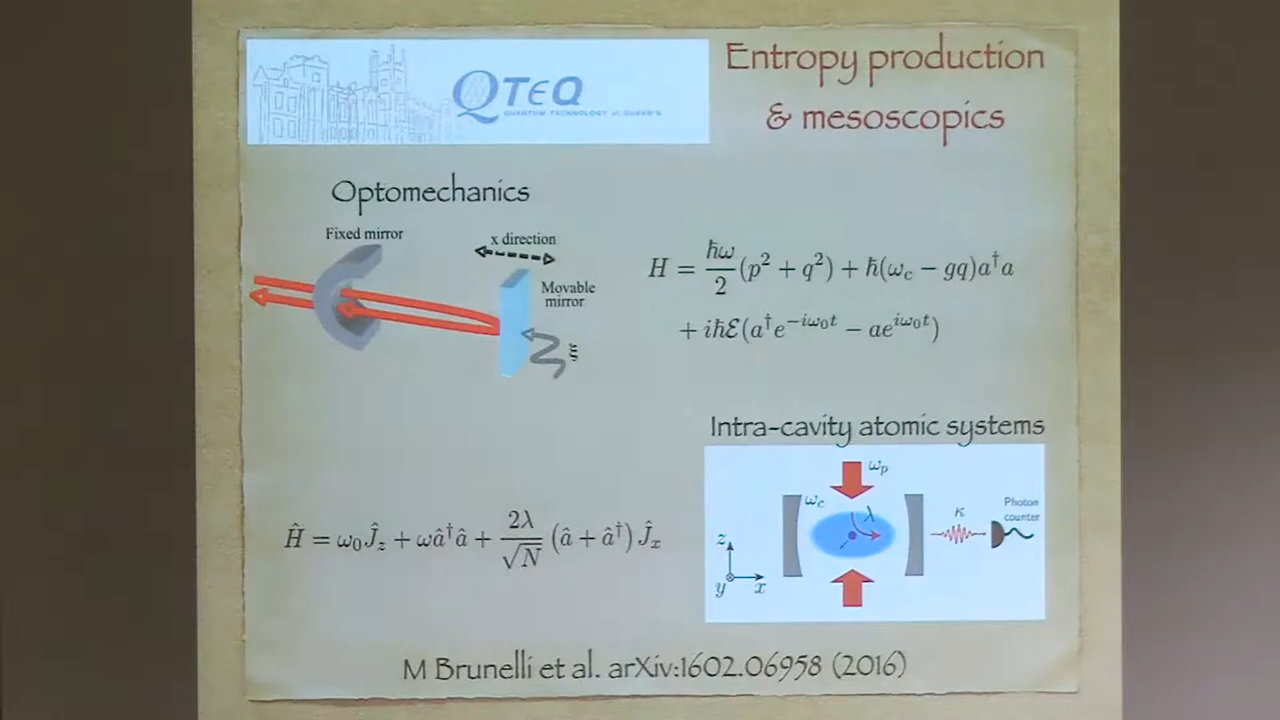 QTEQ
QUANTUM TECHNOLOGY at QUEEN'S
Entropy production
& mesoscopics
Optomechanics
Fixed mirror
x direction
Movable
mirror
ξ
H = ħω/2 (p² + q²) + ħ(ω_c − gq)a†a
+ iħℰ(a†e^{−iω₀t} − ae^{iω₀t})
Intra-cavity atomic systems
ω_p
ω_c
λ
κ
Photon
counter
z
y
x
Ĥ = ω₀Ĵ_z + ωâ†â + 2λ/√N (â + â†) Ĵ_x
M Brunelli et al. arXiv:1602.06958 (2016)